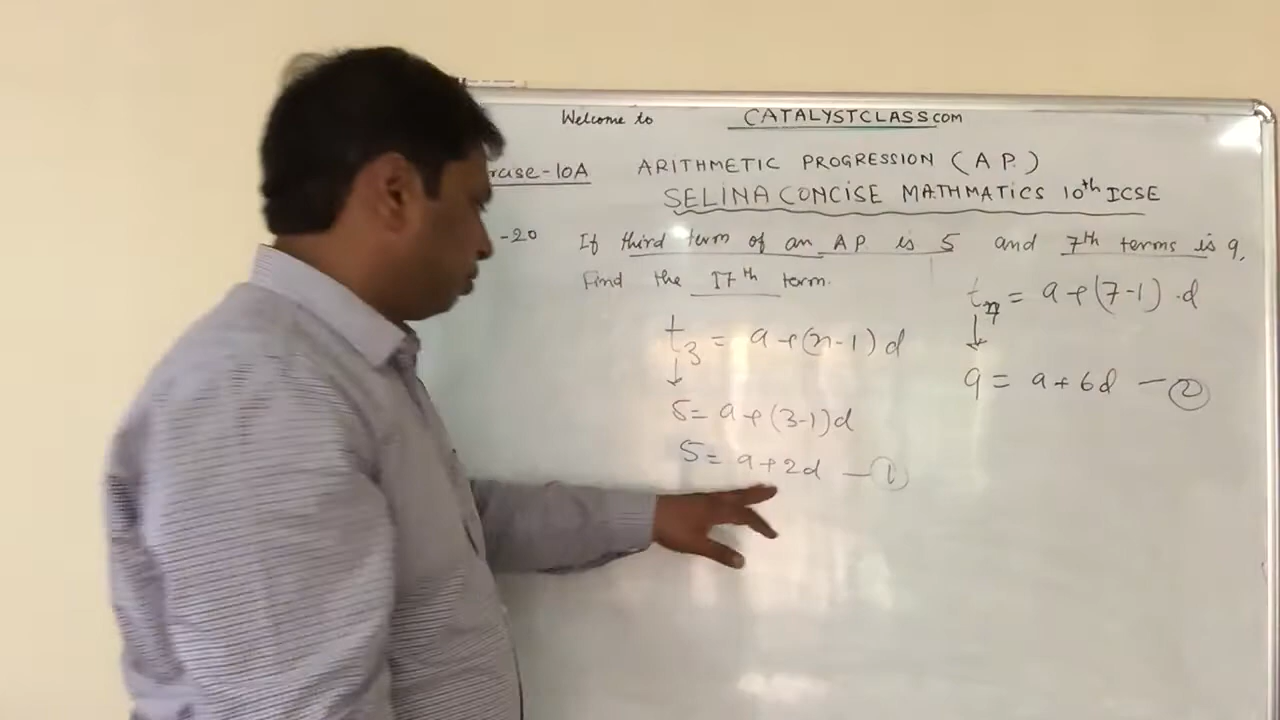 Welcome to CATALYSTCLASS com
ARITHMETIC PROGRESSION (A P.)
rcise-10A
SELINA CONCISE MATHMATICS 10th ICSE
-20 If third term of an AP is 5 and 7th terms is 9,
Find the 17th term.
t3 = a+(n-1)d
5= a+(3-1)d
5= a+2d — 1
t7 = a+(7-1).d
9= a+6d — 2